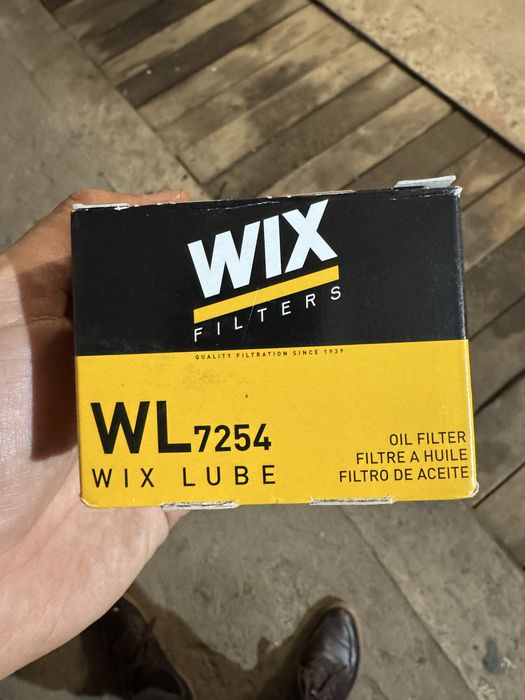 WIX
FILTERS
QUALITY FILTRATION SINCE 1939
WL7254
WIX LUBE
OIL FILTER
FILTRE A HUILE
FILTRO DE ACEITE